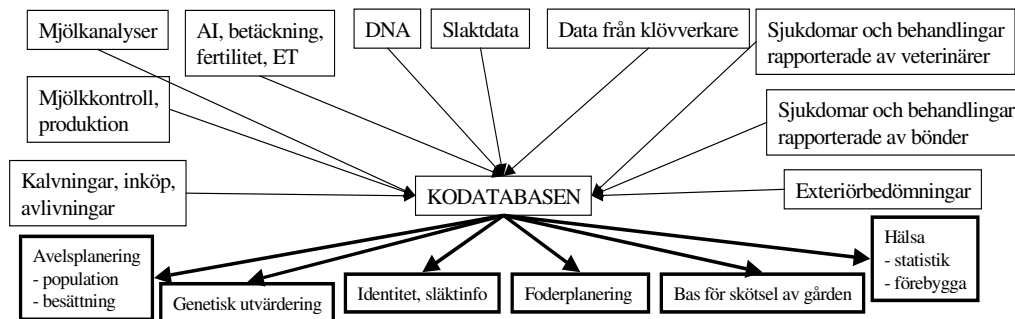 Mjölkanalyser
AI, betäckning,
fertilitet, ET
DNA
Slaktdata
Data från klövverkare
Sjukdomar och behandlingar
rapporterade av veterinärer
Mjölkkontroll,
produktion
Sjukdomar och behandlingar
rapporterade av bönder
Kalvningar, inköp,
avlivningar
KODATABASEN
Exteriörbedömningar
Avelsplanering
- population
- besättning
Genetisk utvärdering
Identitet, släktinfo
Foderplanering
Bas för skötsel av gården
Hälsa
- statistik
- förebygga